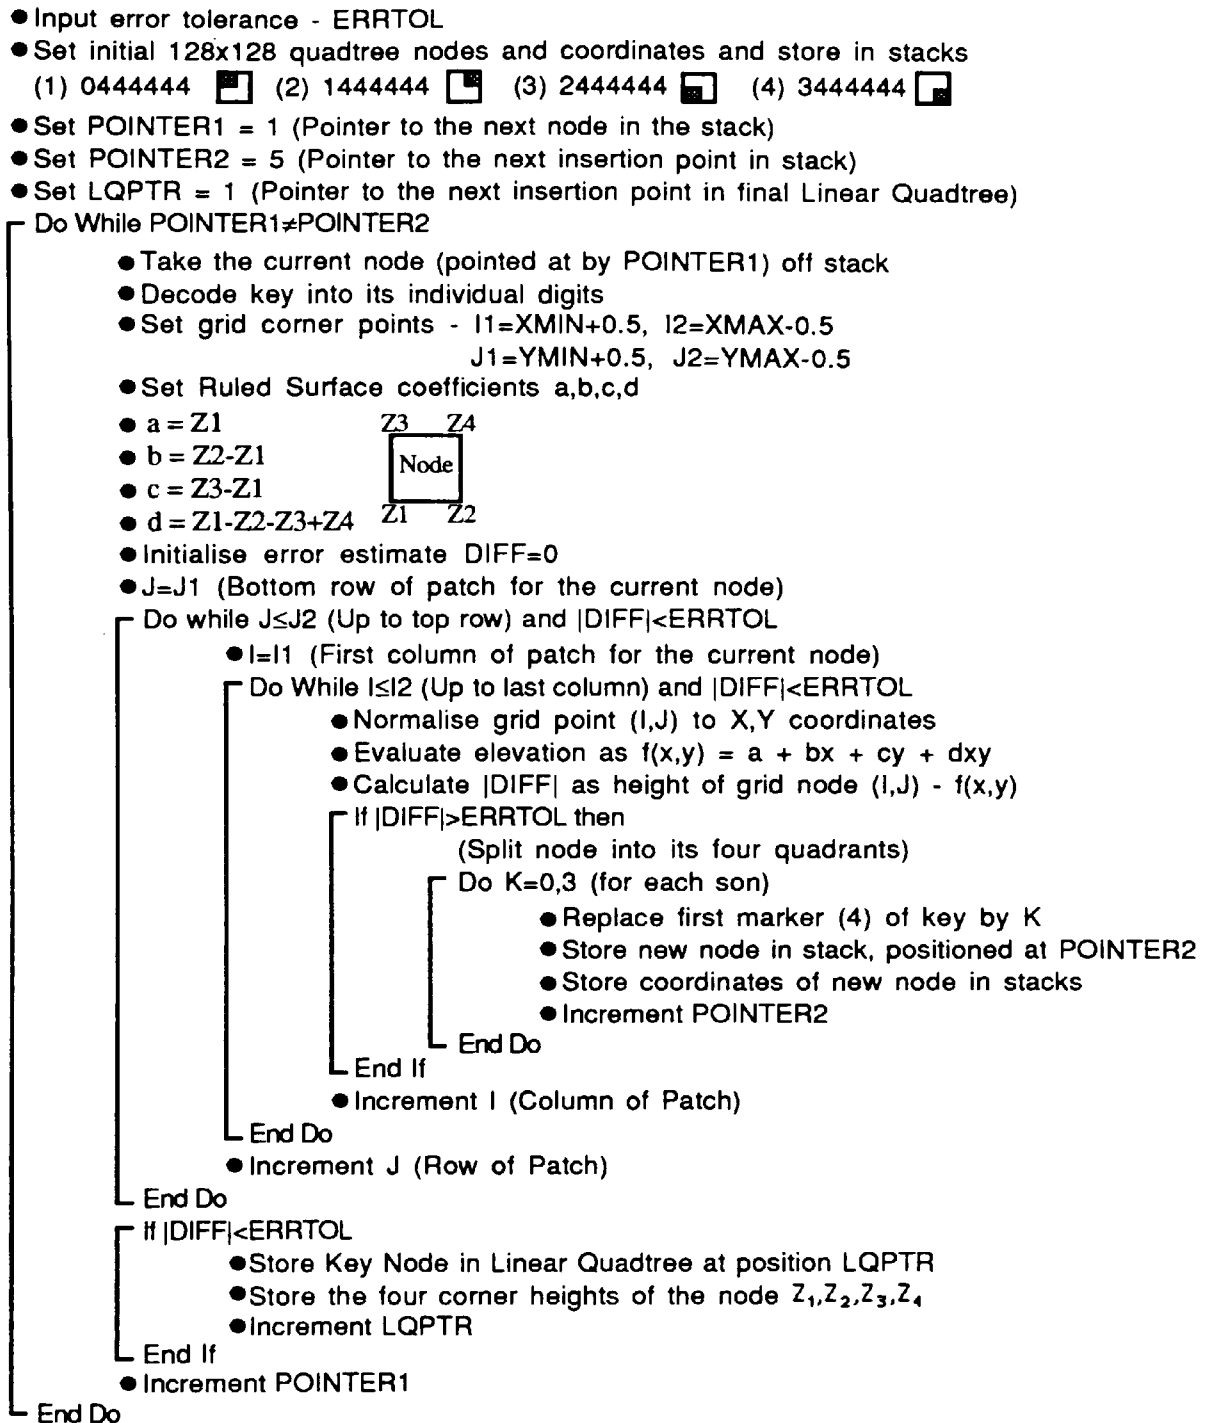 ● Input error tolerance - ERRTOL
● Set initial 128x128 quadtree nodes and coordinates and store in stacks
(1) 0444444 (2) 1444444 (3) 2444444 (4) 3444444
● Set POINTER1 = 1 (Pointer to the next node in the stack)
● Set POINTER2 = 5 (Pointer to the next insertion point in stack)
● Set LQPTR = 1 (Pointer to the next insertion point in final Linear Quadtree)
Do While POINTER1≠POINTER2
● Take the current node (pointed at by POINTER1) off stack
● Decode key into its individual digits
● Set grid corner points - I1=XMIN+0.5, I2=XMAX-0.5
J1=YMIN+0.5, J2=YMAX-0.5
● Set Ruled Surface coefficients a,b,c,d
● a = Z1
● b = Z2-Z1
● c = Z3-Z1
● d = Z1-Z2-Z3+Z4
Z3 Z4
Node
Z1 Z2
● Initialise error estimate DIFF=0
● J=J1 (Bottom row of patch for the current node)
Do while J≤J2 (Up to top row) and |DIFF|<ERRTOL
● I=I1 (First column of patch for the current node)
Do While I≤I2 (Up to last column) and |DIFF|<ERRTOL
● Normalise grid point (I,J) to X,Y coordinates
● Evaluate elevation as f(x,y) = a + bx + cy + dxy
● Calculate |DIFF| as height of grid node (I,J) - f(x,y)
If |DIFF|>ERRTOL then
(Split node into its four quadrants)
Do K=0,3 (for each son)
● Replace first marker (4) of key by K
● Store new node in stack, positioned at POINTER2
● Store coordinates of new node in stacks
● Increment POINTER2
End Do
End If
● Increment I (Column of Patch)
End Do
● Increment J (Row of Patch)
End Do
If |DIFF|<ERRTOL
● Store Key Node in Linear Quadtree at position LQPTR
● Store the four corner heights of the node Z₁,Z₂,Z₃,Z₄
● Increment LQPTR
End If
● Increment POINTER1
End Do